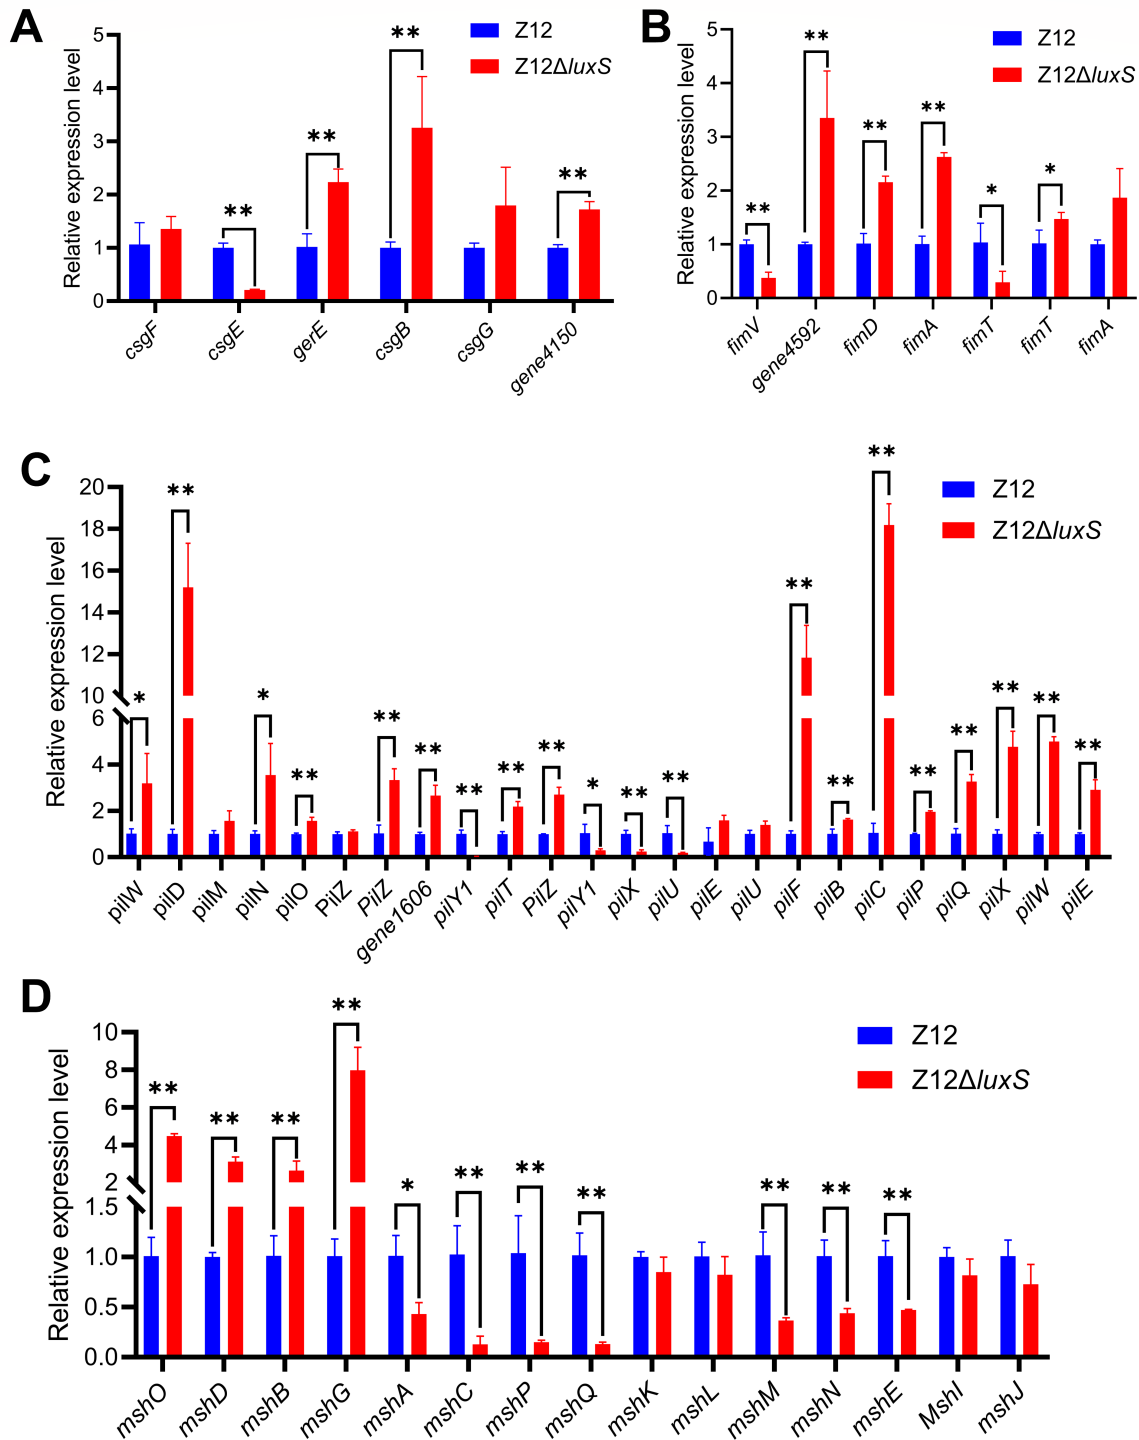 A
Relative expression level
5
4
3
2
1
0
Z12
Z12ΔluxS
**
**
**
**
csgF
csgE
gerE
csgB
csgG
gene4150
B
Relative expression level
5
4
3
2
1
0
Z12
Z12ΔluxS
**
**
**
**
*
*
fimV
gene4592
fimD
fimA
fimT
fimT
fimA
C
Relative expression level
20
18
16
14
12
10
6
4
2
0
Z12
Z12ΔluxS
*
**
*
**
**
**
**
**
**
*
**
**
**
**
**
**
**
**
**
**
pilW
pilD
pilM
pilN
pilO
PilZ
PilZ
gene1606
pilY1
pilT
PilZ
pilY1
pilX
pilU
pilE
pilU
pilF
pilB
pilC
pilP
pilQ
pilX
pilW
pilE
D
Relative expression level
10
8
6
4
2
1.5
1.0
0.5
0.0
Z12
Z12ΔluxS
**
**
**
**
*
**
**
**
**
**
**
mshO
mshD
mshB
mshG
mshA
mshC
mshP
mshQ
mshK
mshL
mshM
mshN
mshE
MshI
mshJ